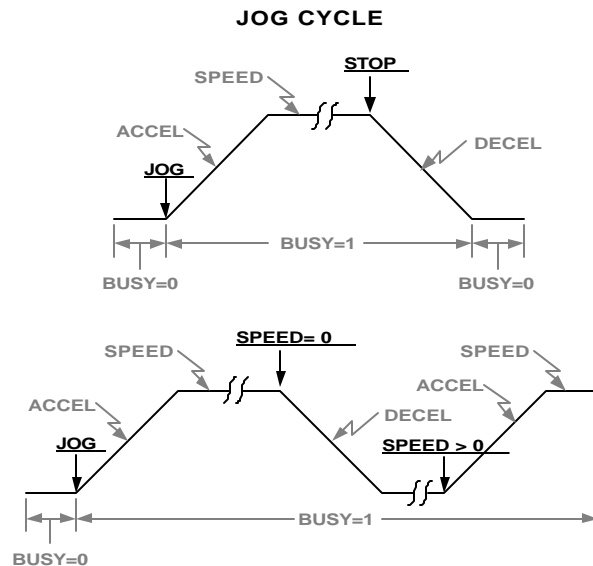 JOG CYCLE
STOP
SPEED
ACCEL
DECEL
JOG
BUSY=1
BUSY=0
BUSY=0
SPEED= 0
SPEED
SPEED
ACCEL
ACCEL
DECEL
JOG
SPEED > 0
BUSY=1
BUSY=0